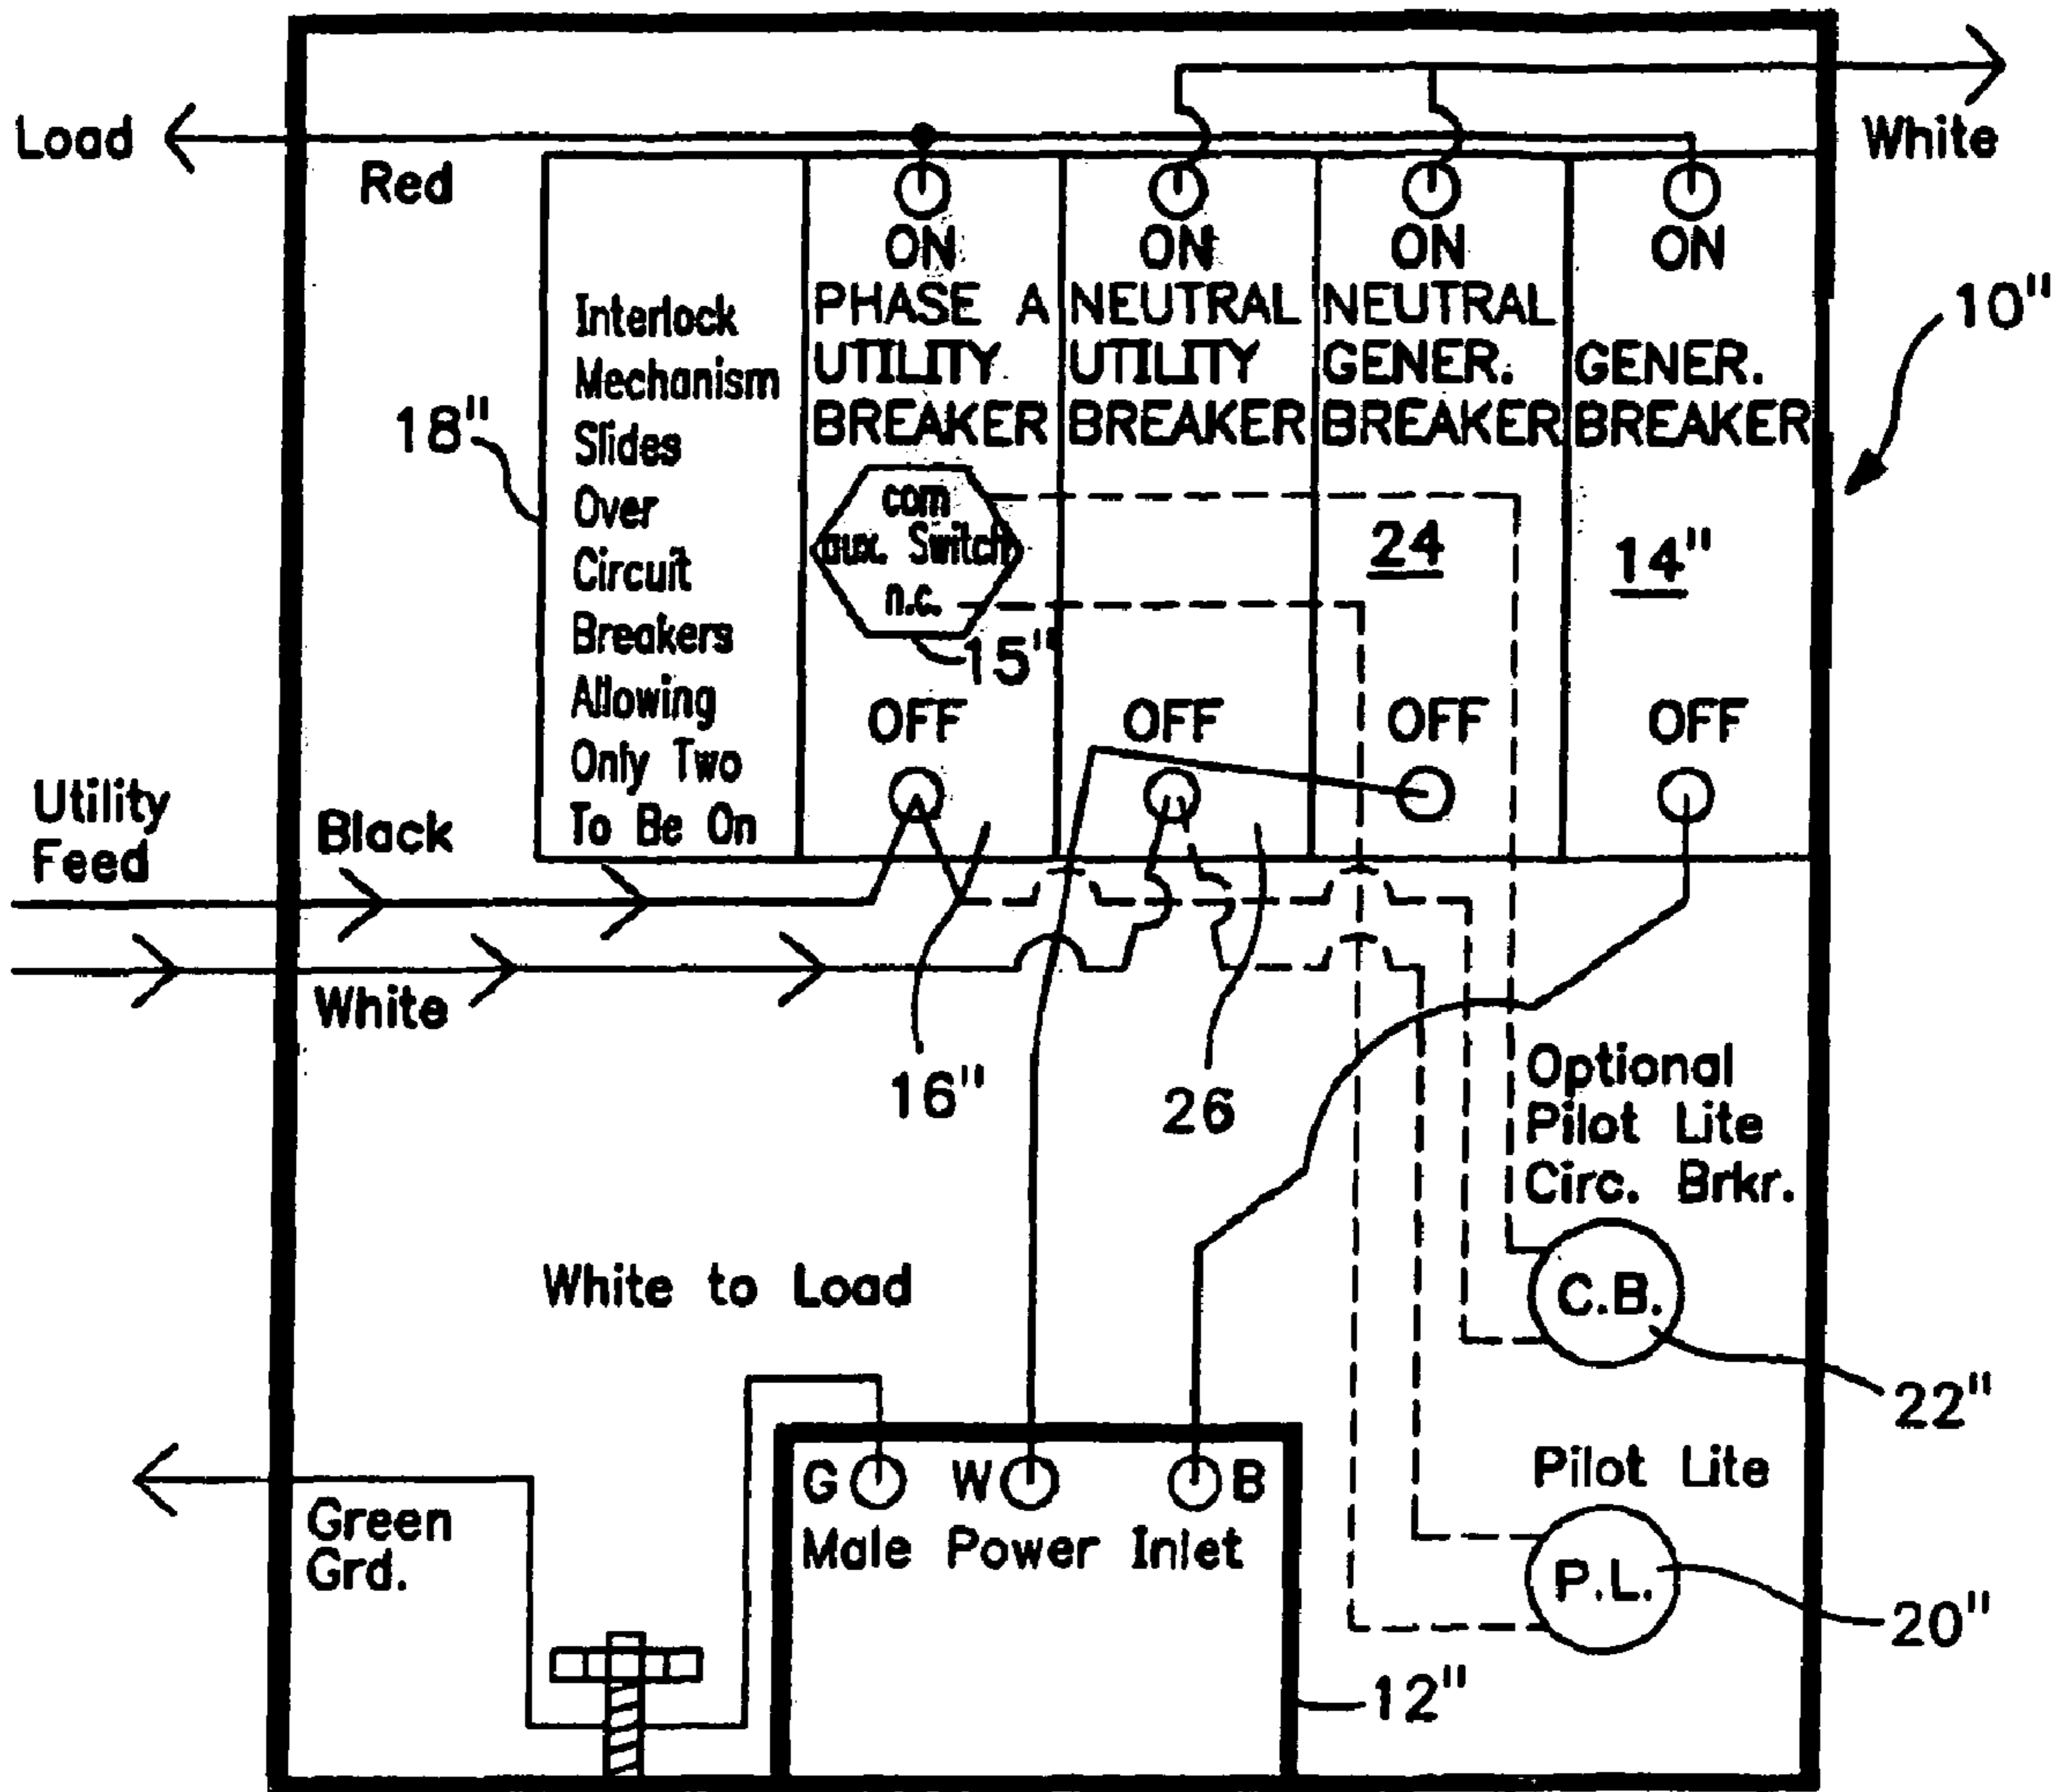 Load
White
Red
ON
ON
ON
ON
Interlock
Mechanism
Slides
Over
Circuit
Breakers
Allowing
Only Two
To Be On
PHASE A
UTILITY
BREAKER
NEUTRAL
UTILITY
BREAKER
NEUTRAL
GENER.
BREAKER
GENER.
BREAKER
10"
18"
com
aux. Switch
n.c.
15"
24
14"
OFF
OFF
OFF
OFF
Utility
Feed
Black
White
16"
26
Optional
Pilot Lite
Circ. Brkr.
C.B.
22"
White to Load
Green
Grd.
G W B
Male Power Inlet
12"
Pilot Lite
P.L.
20"